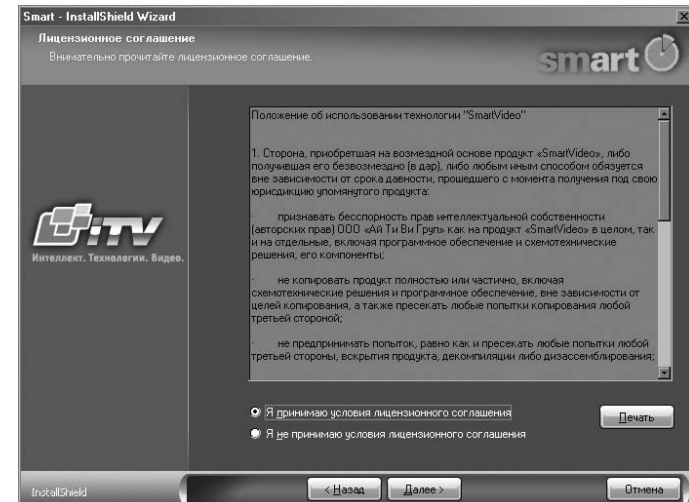 Smart - InstallShield Wizard
Лицензионное соглашение
Внимательно прочитайте лицензионное соглашение.
smart
Положение об использовании технологии "SmartVideo"
1. Сторона, приобретшая на возмездной основе продукт «SmartVideo», либо
получившая его безвозмездно (в дар), либо любым иным способом обязуется
вне зависимости от срока давности, прошедшего с момента получения под свою
юрисдикцию упомянутого продукта:
· признавать бесспорность прав интеллектуальной собственности
(авторских прав) ООО «Ай Ти Ви Груп» как на продукт «SmartVideo» в целом, так
и на отдельные, включая программное обеспечение и схемотехнические
решения, его компоненты;
· не копировать продукт полностью или частично, включая
схемотехнические решения и программное обеспечение, вне зависимости от
целей копирования, а также пресекать любые попытки копирования любой
третьей стороной;
· не предпринимать попыток, равно как и пресекать любые попытки любой
третьей стороны, вскрытия продукта, декомпиляции либо дизассемблирования;
iTV
Интеллект. Технологии. Видео.
Я принимаю условия лицензионного соглашения
Печать
Я не принимаю условия лицензионного соглашения
InstallShield
< Назад
Далее >
Отмена